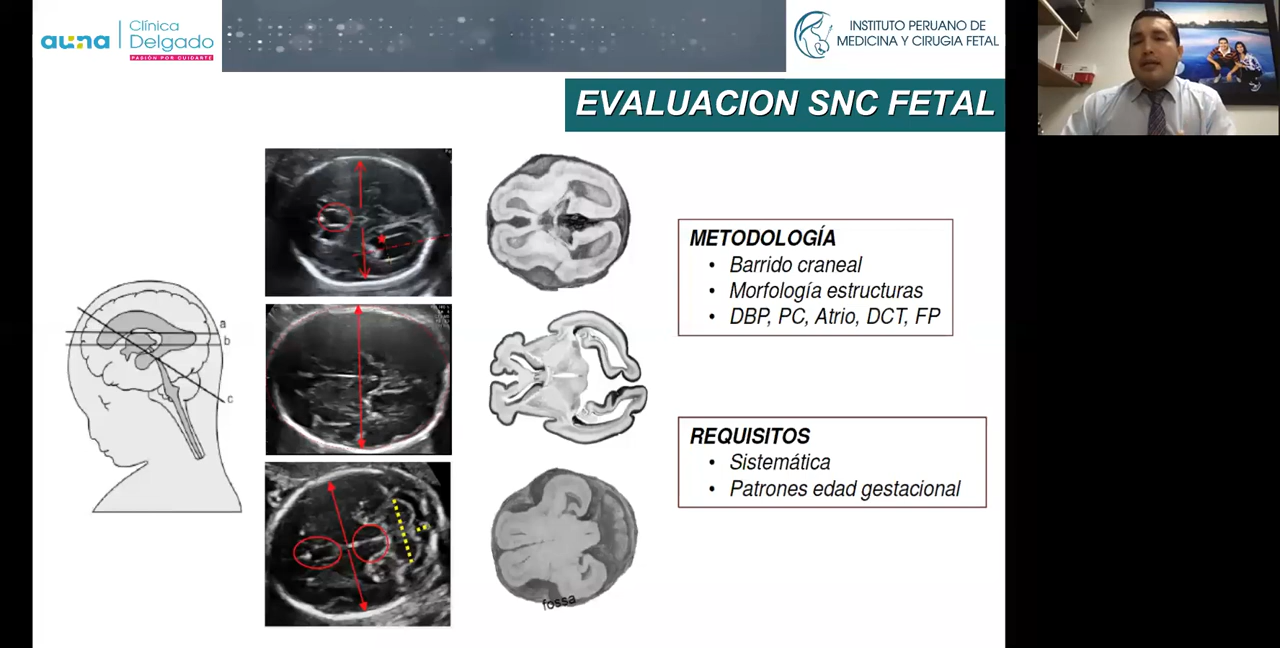 auna
Clínica
Delgado
PASIÓN POR CUIDARTE
INSTITUTO PERUANO DE
MEDICINA Y CIRUGIA FETAL
EVALUACION SNC FETAL
a
b
c
fossa
METODOLOGÍA
• Barrido craneal
• Morfología estructuras
• DBP, PC, Atrio, DCT, FP
REQUISITOS
• Sistemática
• Patrones edad gestacional